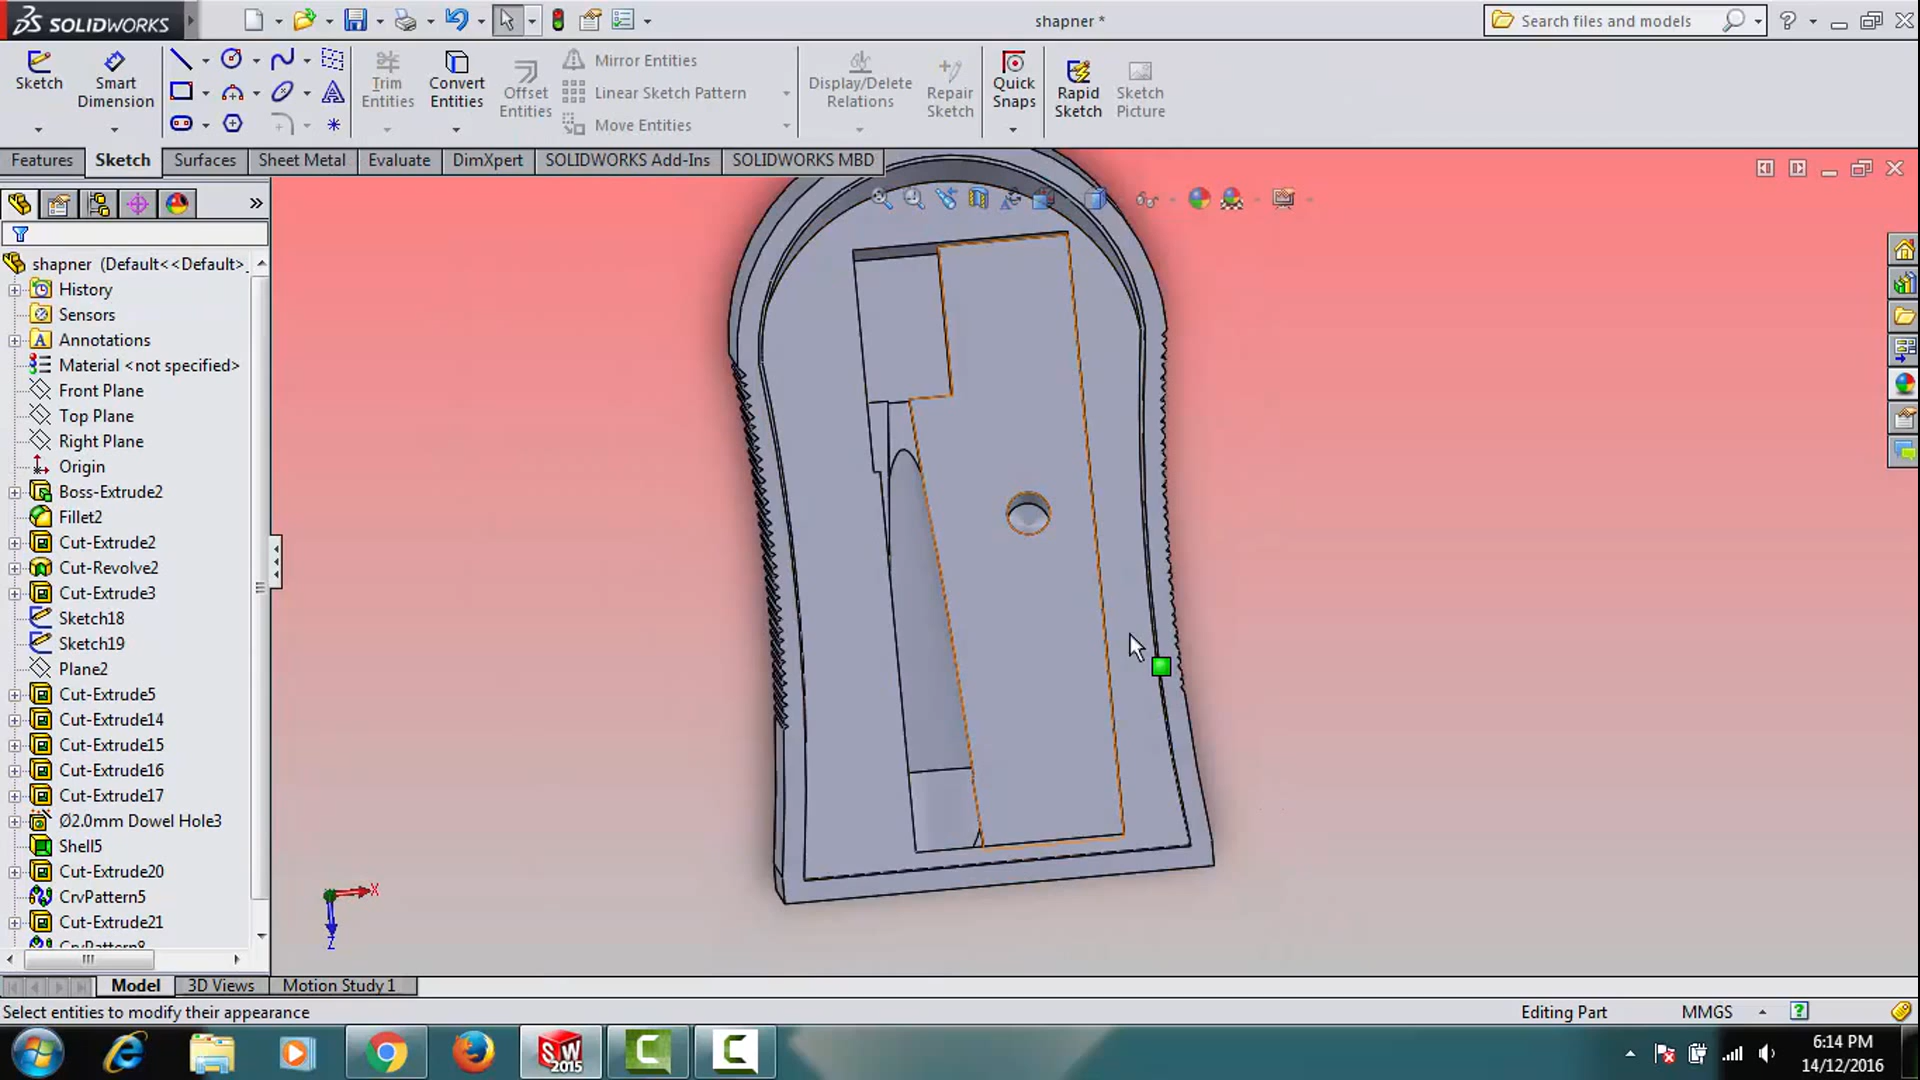 SOLIDWORKS
shapner *
Search files and models
Sketch
Smart Dimension
Trim Entities
Convert Entities
Offset Entities
Mirror Entities
Linear Sketch Pattern
Move Entities
Display/Delete Relations
Repair Sketch
Quick Snaps
Rapid Sketch
Sketch Picture
Features
Sketch
Surfaces
Sheet Metal
Evaluate
DimXpert
SOLIDWORKS Add-Ins
SOLIDWORKS MBD
shapner (Default<<Default>_
History
Sensors
Annotations
Material <not specified>
Front Plane
Top Plane
Right Plane
Origin
Boss-Extrude2
Fillet2
Cut-Extrude2
Cut-Revolve2
Cut-Extrude3
Sketch18
Sketch19
Plane2
Cut-Extrude5
Cut-Extrude14
Cut-Extrude15
Cut-Extrude16
Cut-Extrude17
Ø2.0mm Dowel Hole3
Shell5
Cut-Extrude20
CrvPattern5
Cut-Extrude21
CrvPattern8
X
Z
Model
3D Views
Motion Study 1
Select entities to modify their appearance
Editing Part
MMGS
SW 2015
6:14 PM
14/12/2016